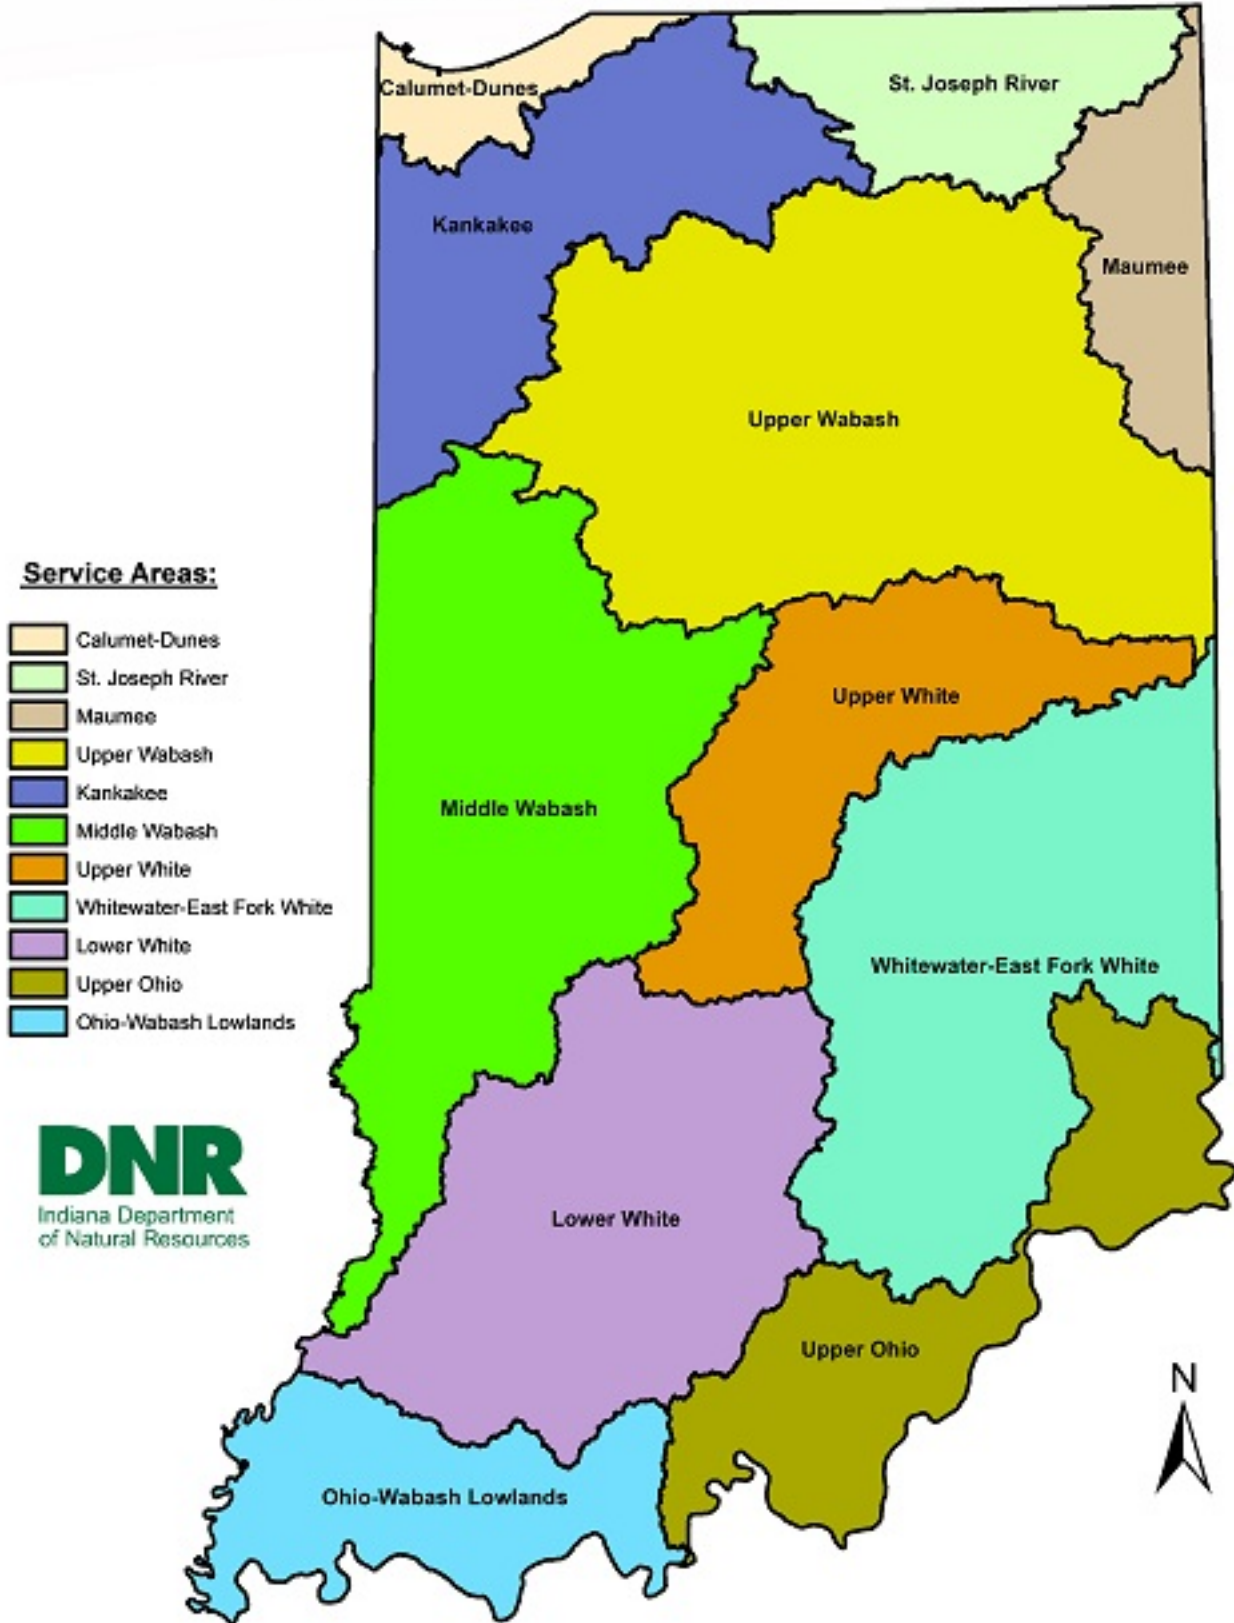 Calumet-Dunes
St. Joseph River
Kankakee
Maumee
Upper Wabash
Service Areas:
Calumet-Dunes
St. Joseph River
Maumee
Upper Wabash
Kankakee
Middle Wabash
Upper White
Whitewater-East Fork White
Lower White
Upper Ohio
Ohio-Wabash Lowlands
Upper White
Middle Wabash
Whitewater-East Fork White
DNR
Indiana Department
of Natural Resources
Lower White
Upper Ohio
N
Ohio-Wabash Lowlands